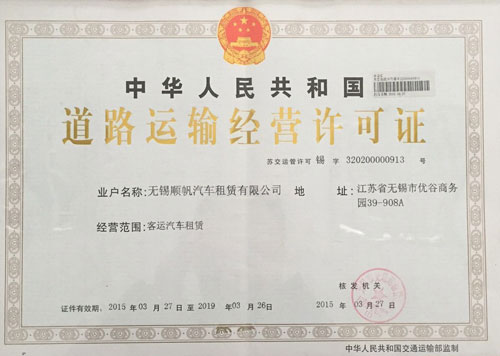 中华人民共和国
道路运输经营许可证
苏交运管许可 锡 字 320200000913 号
业户名称:无锡顺帆汽车租赁有限公司 地 址:江苏省无锡市优谷商务
园39-908A
经营范围:客运汽车租赁
核发机关
证件有效期、2015 年 03 月 27 日 至 2019 年 03 月 26 日 2015 年 03 月 27 日
中华人民共和国交通运输部监制